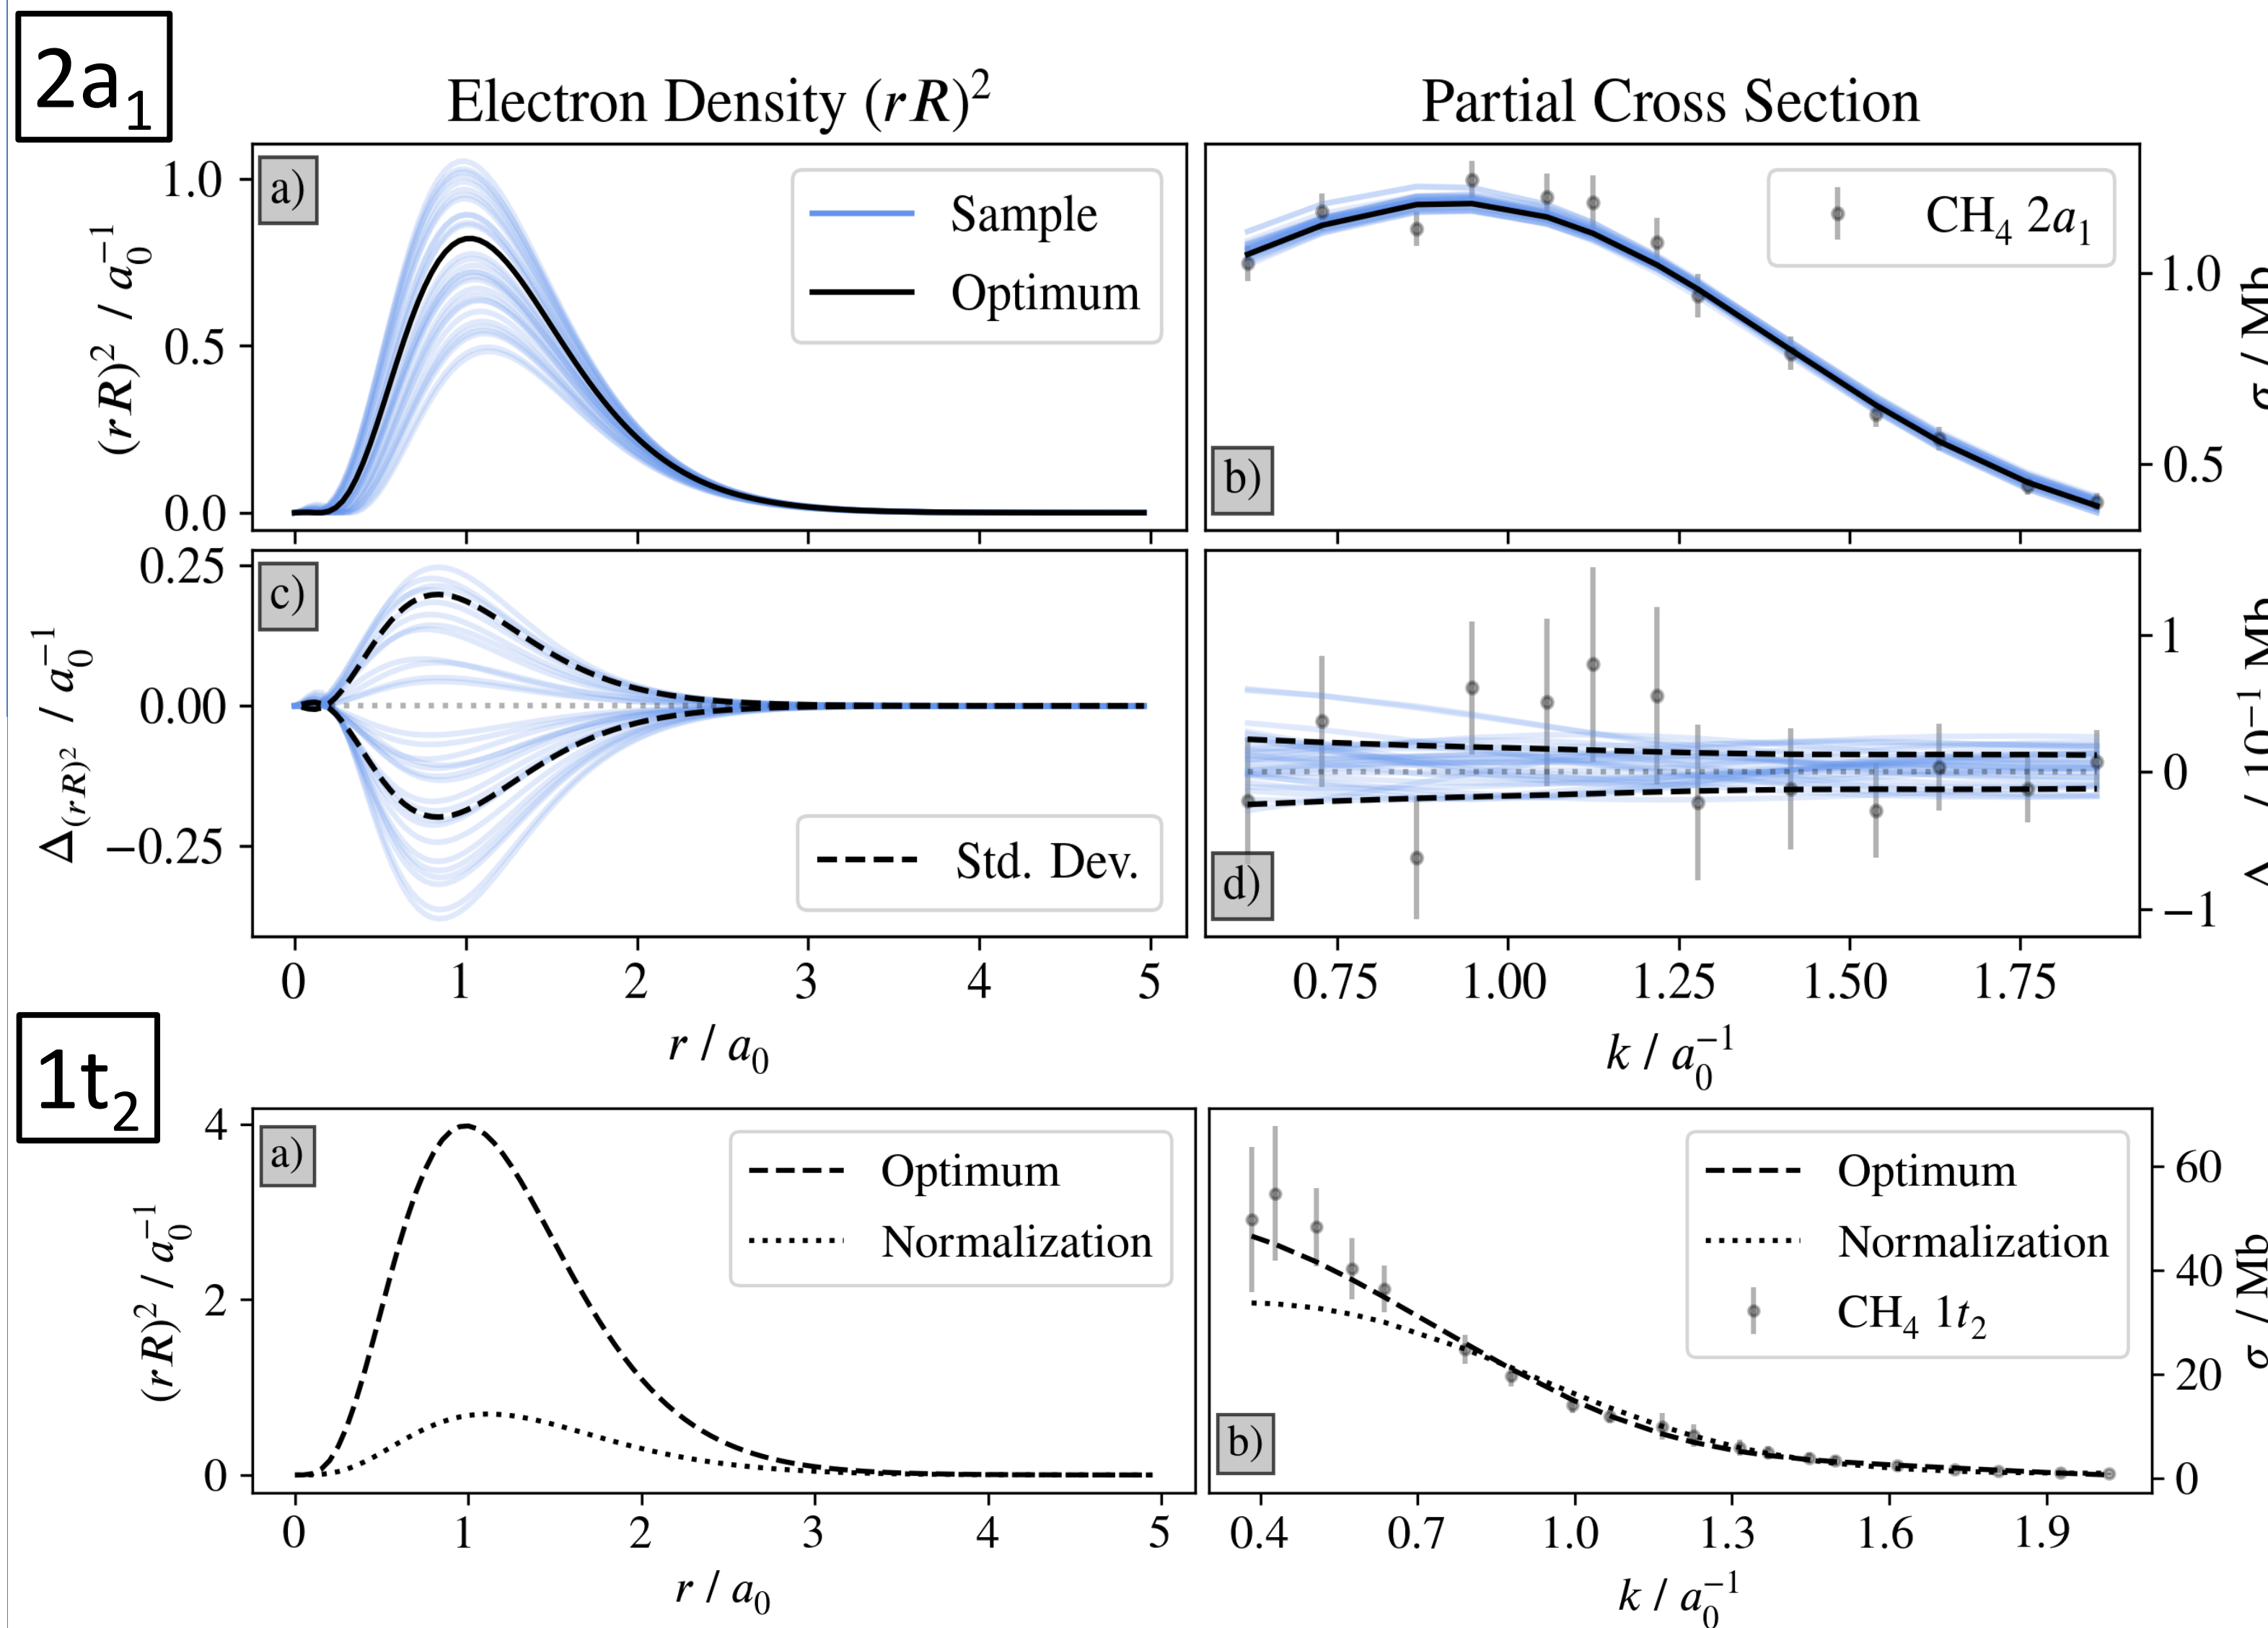 2a₁
Electron Density (rR)²
Partial Cross Section
a)
Sample
Optimum
1.0
0.5
0.0
(rR)² / a₀⁻¹
b)
CH₄ 2a₁
1.0
0.5
σ / Mb
c)
Std. Dev.
0.25
0.00
−0.25
Δ(rR)² / a₀⁻¹
0 1 2 3 4 5
r / a₀
d)
1
0
−1
/ 10⁻¹ Mb
0.75 1.00 1.25 1.50 1.75
k / a₀⁻¹
1t₂
a)
Optimum
Normalization
4
2
0
(rR)² / a₀⁻¹
0 1 2 3 4 5
r / a₀
b)
Optimum
Normalization
CH₄ 1t₂
60
40
20
0
σ / Mb
0.4 0.7 1.0 1.3 1.6 1.9
k / a₀⁻¹